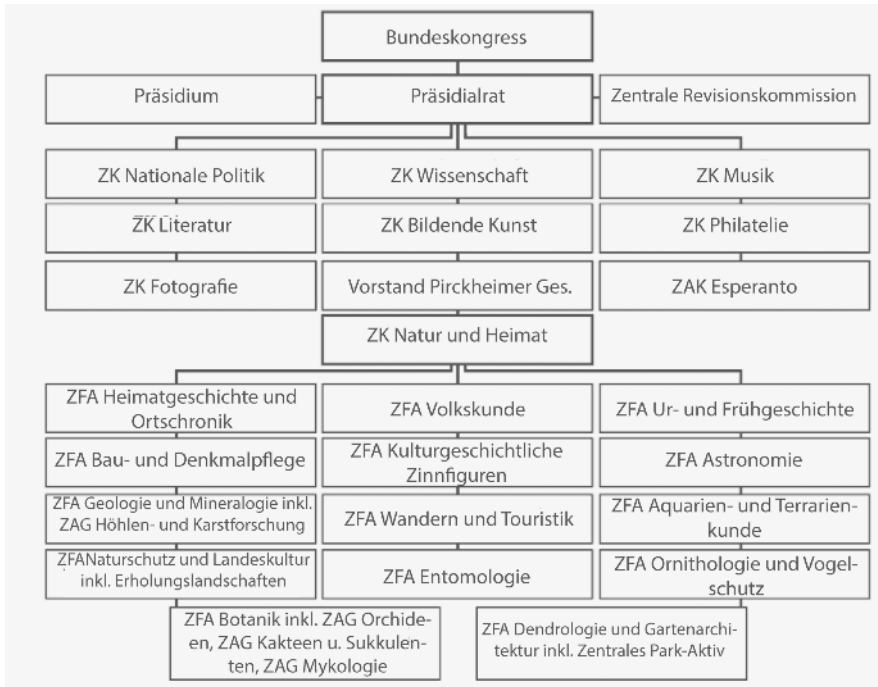 Bundeskongress
Präsidium
Präsidialrat
Zentrale Revisionskommission
ZK Nationale Politik
ZK Wissenschaft
ZK Musik
ZK Literatur
ZK Bildende Kunst
ZK Philatelie
ZK Fotografie
Vorstand Pirckheimer Ges.
ZAK Esperanto
ZK Natur und Heimat
ZFA Heimatgeschichte und
Ortschronik
ZFA Volkskunde
ZFA Ur- und Frühgeschichte
ZFA Bau- und Denkmalpflege
ZFA Kulturgeschichtliche
Zinnfiguren
ZFA Astronomie
ZFA Geologie und Mineralogie inkl.
ZAG Höhlen- und Karstforschung
ZFA Wandern und Touristik
ZFA Aquarien- und Terrarien-
kunde
ZFANaturschutz und Landeskultur
inkl. Erholungslandschaften
ZFA Entomologie
ZFA Ornithologie und Vogel-
schutz
ZFA Botanik inkl. ZAG Orchide-
en, ZAG Kakteen u. Sukkulen-
ten, ZAG Mykologie
ZFA Dendrologie und Gartenarchi-
tektur inkl. Zentrales Park-Aktiv